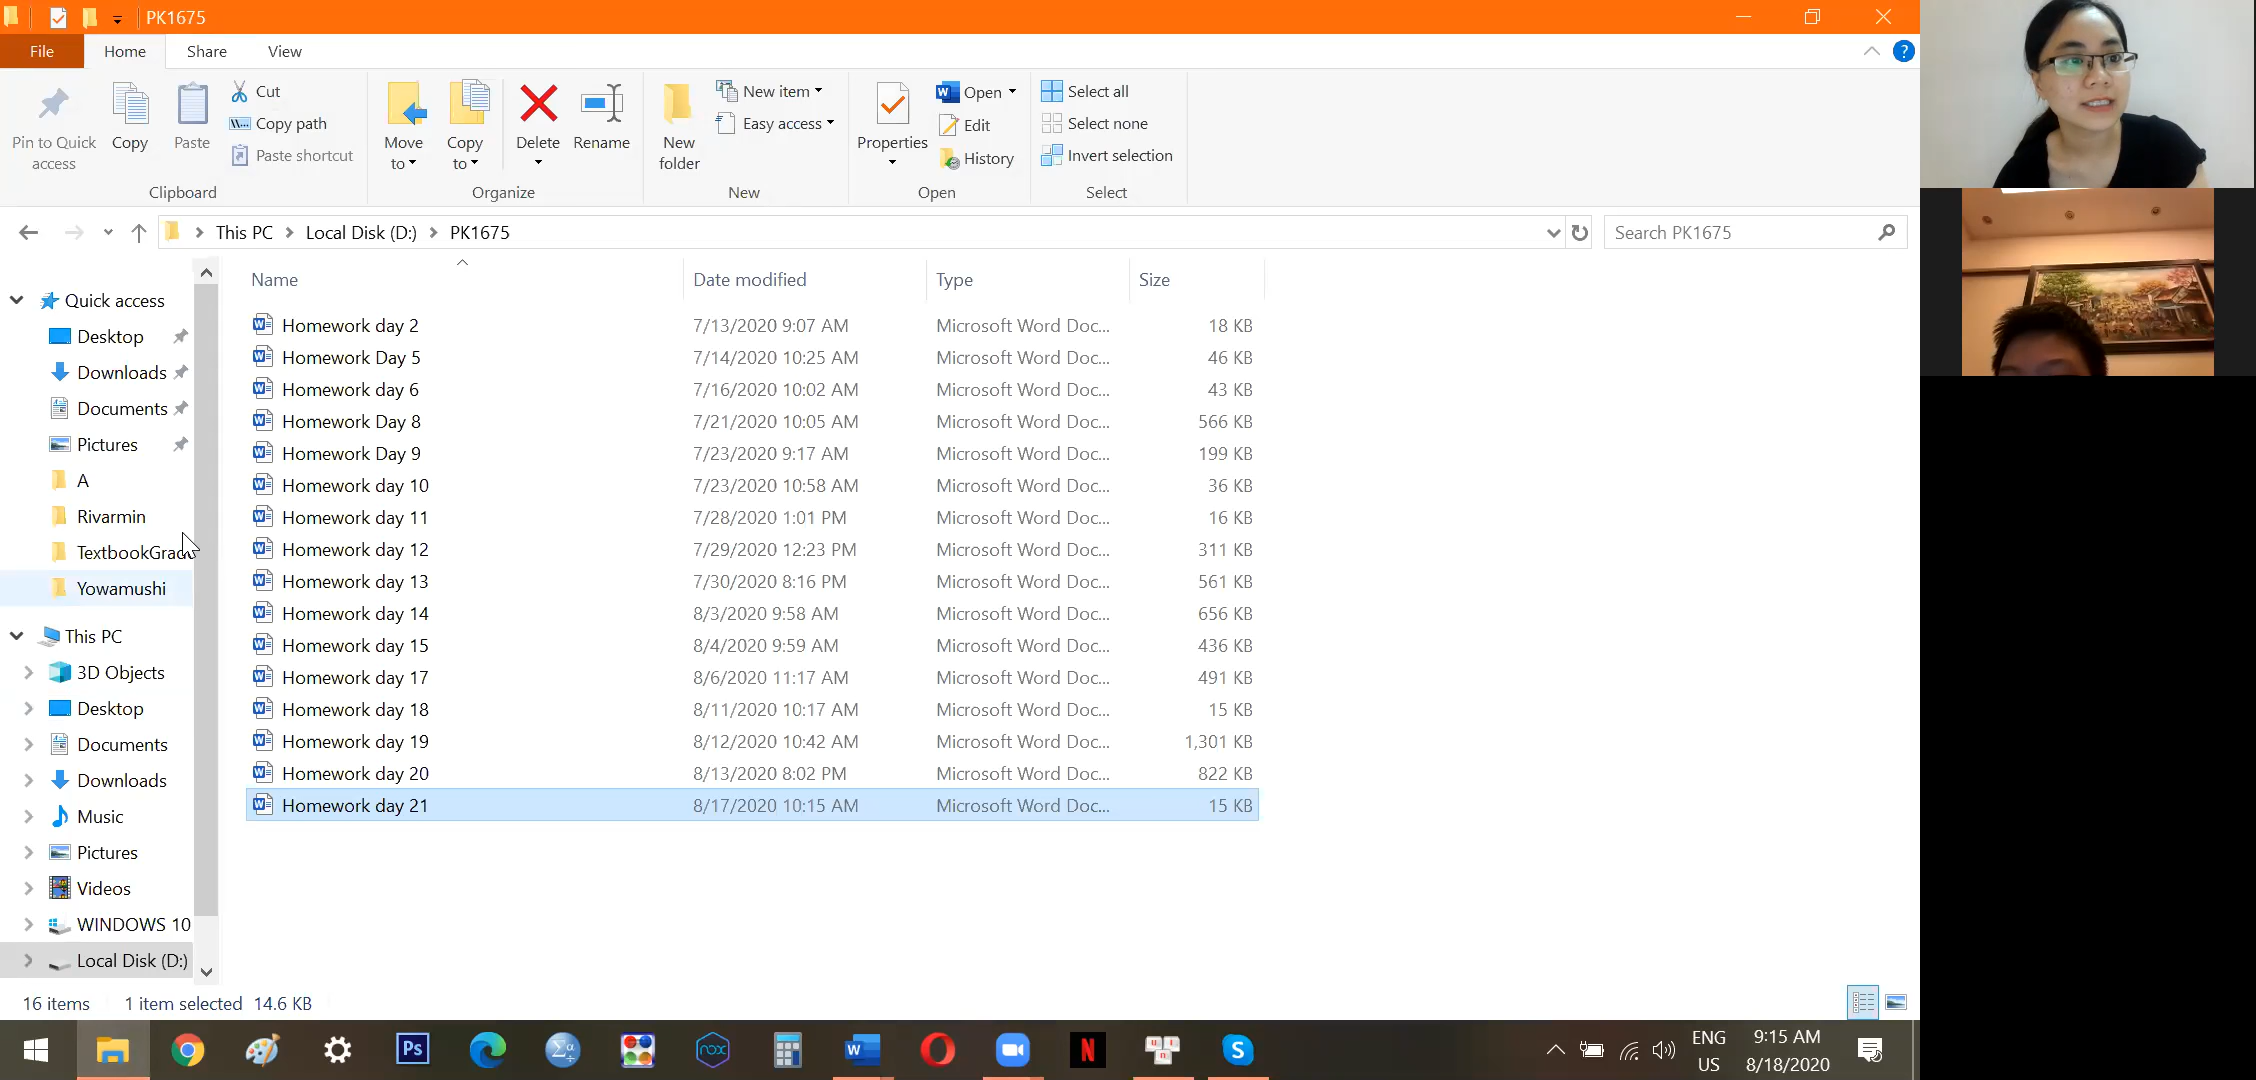 PK1675
File Home Share View
Pin to Quick access
Copy
Paste
Cut
Copy path
Paste shortcut
Clipboard
Move to
Copy to
Delete
Rename
Organize
New folder
New item
Easy access
New
Properties
Open
Edit
History
Open
Select all
Select none
Invert selection
Select
This PC Local Disk (D:) PK1675
Search PK1675
Quick access
Desktop
Downloads
Documents
Pictures
A
Rivarmin
TextbookGrad
Yowamushi
This PC
3D Objects
Desktop
Documents
Downloads
Music
Pictures
Videos
WINDOWS 10
Local Disk (D:)
Name Date modified Type Size
Homework day 2 7/13/2020 9:07 AM Microsoft Word Doc... 18 KB
Homework Day 5 7/14/2020 10:25 AM Microsoft Word Doc... 46 KB
Homework day 6 7/16/2020 10:02 AM Microsoft Word Doc... 43 KB
Homework Day 8 7/21/2020 10:05 AM Microsoft Word Doc... 566 KB
Homework Day 9 7/23/2020 9:17 AM Microsoft Word Doc... 199 KB
Homework day 10 7/23/2020 10:58 AM Microsoft Word Doc... 36 KB
Homework day 11 7/28/2020 1:01 PM Microsoft Word Doc... 16 KB
Homework day 12 7/29/2020 12:23 PM Microsoft Word Doc... 311 KB
Homework day 13 7/30/2020 8:16 PM Microsoft Word Doc... 561 KB
Homework day 14 8/3/2020 9:58 AM Microsoft Word Doc... 656 KB
Homework day 15 8/4/2020 9:59 AM Microsoft Word Doc... 436 KB
Homework day 17 8/6/2020 11:17 AM Microsoft Word Doc... 491 KB
Homework day 18 8/11/2020 10:17 AM Microsoft Word Doc... 15 KB
Homework day 19 8/12/2020 10:42 AM Microsoft Word Doc... 1,301 KB
Homework day 20 8/13/2020 8:02 PM Microsoft Word Doc... 822 KB
Homework day 21 8/17/2020 10:15 AM Microsoft Word Doc... 15 KB
16 items 1 item selected 14.6 KB
Ps
nox
ENG US
9:15 AM
8/18/2020